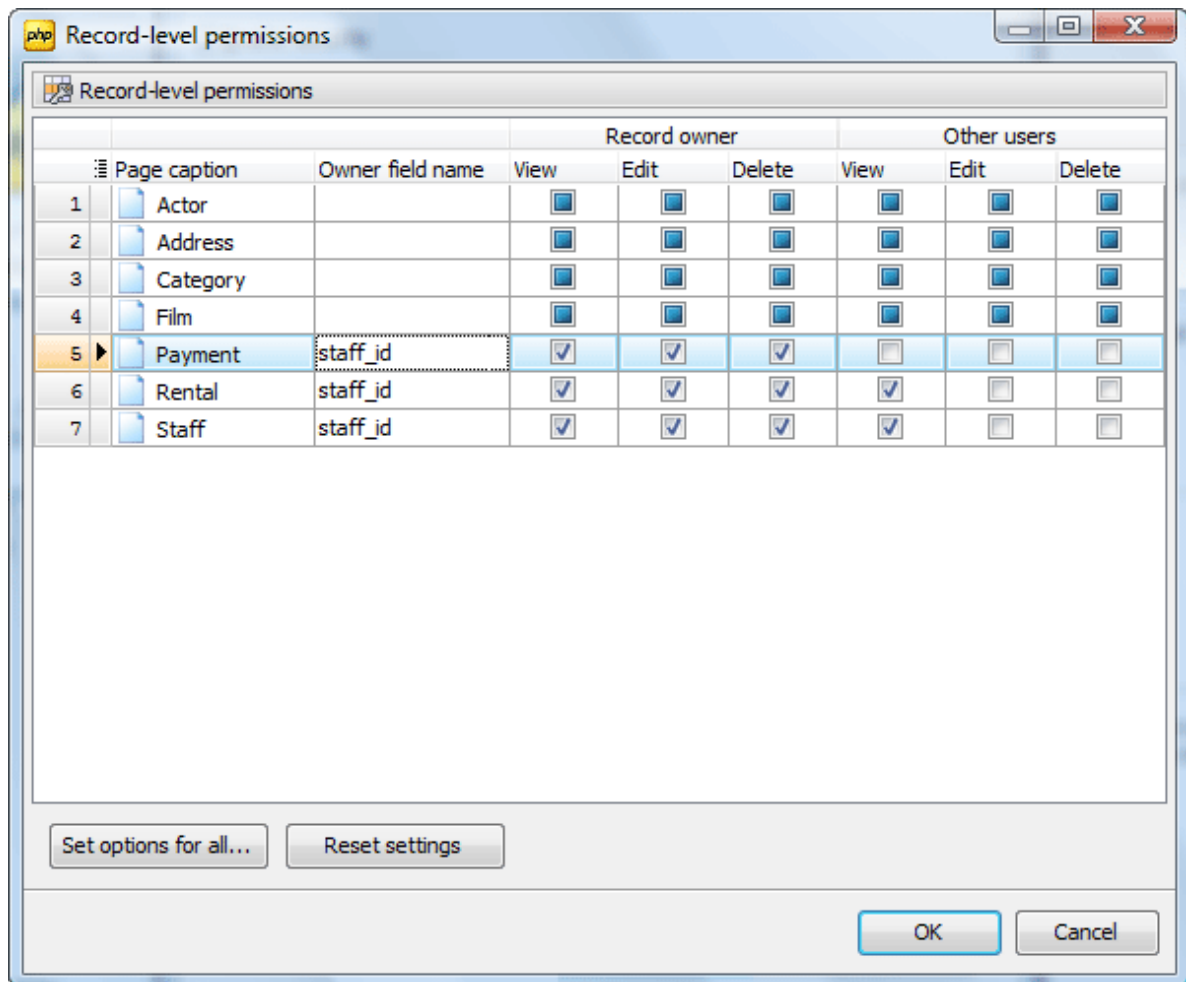 php Record-level permissions
Record-level permissions
Record owner Other users
Page caption Owner field name View Edit Delete View Edit Delete
1 Actor
2 Address
3 Category
4 Film
5 Payment staff_id
6 Rental staff_id
7 Staff staff_id
Set options for all... Reset settings
OK Cancel